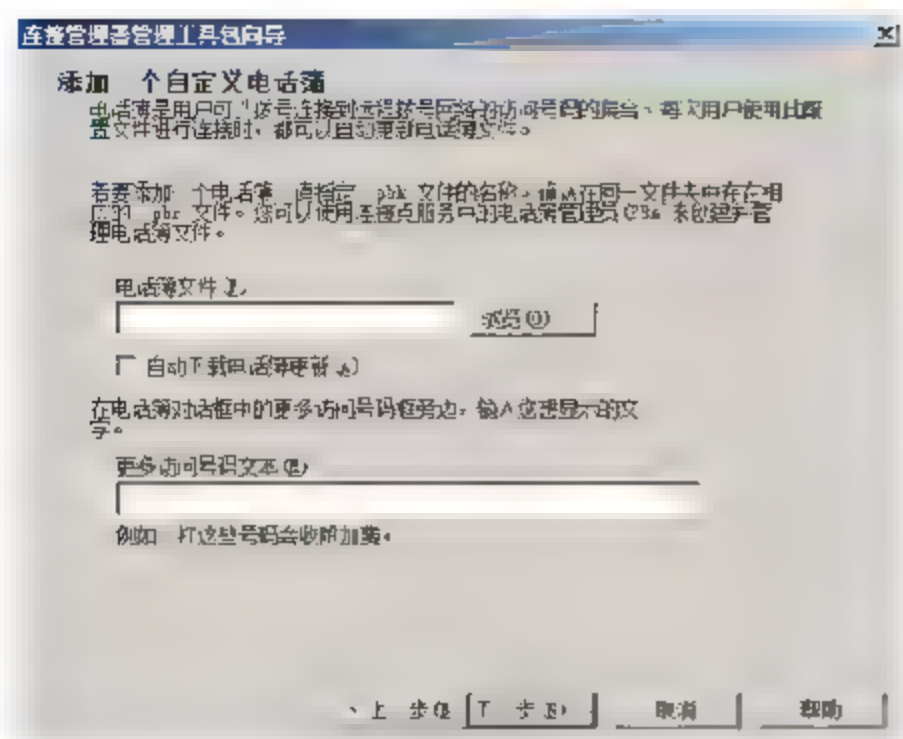 连接管理器管理工具包向导
添加一个自定义电话簿
电话簿是用户可以拨号连接到远程拨号网络的访问号码的集合。每次用户使用此配
置文件进行连接时，都可以自动更新电话簿文件。
若要添加一个电话簿，请指定 .pbk 文件的名称。请确认在同一文件夹中存在相
应的 .pbr 文件。您可以使用连接点服务中的电话簿管理员 来创建并管
理电话簿文件。
电话簿文件
浏览
自动下载电话簿更新(A)
在电话簿对话框中的更多访问号码框旁边，输入您想显示的文
字。
更多访问号码文本
例如 打这些号码会收附加费。
上一步 下一步 取消 帮助